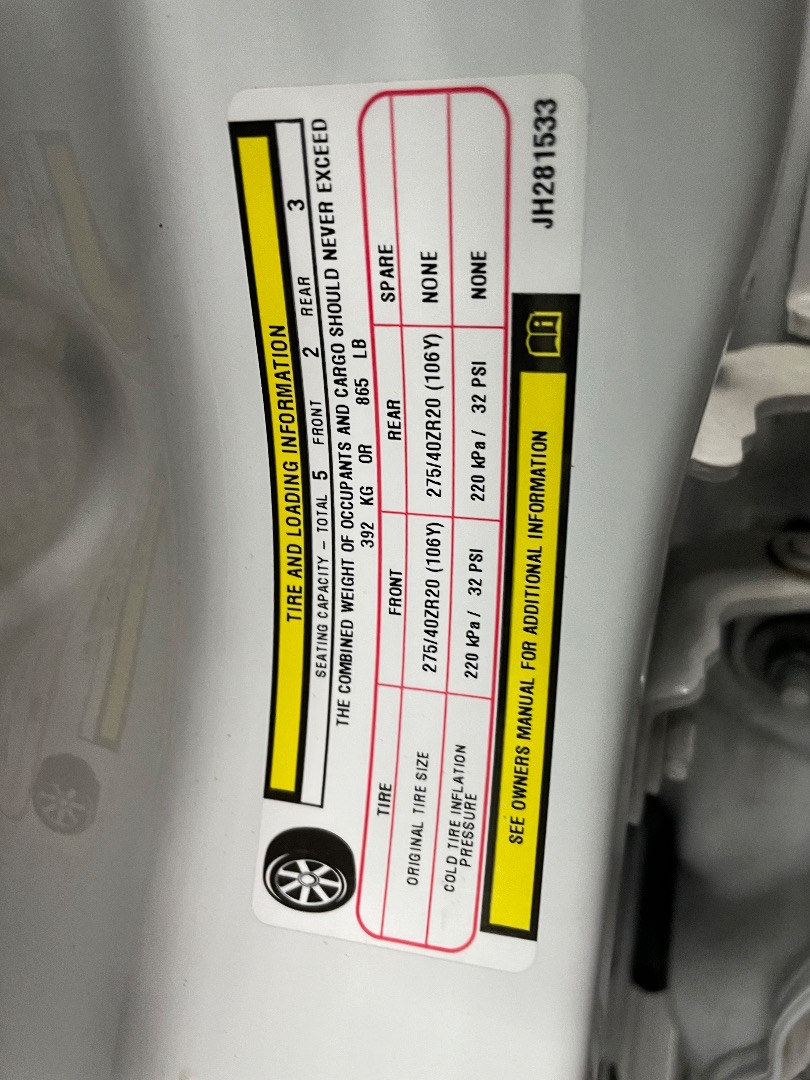 TIRE AND LOADING INFORMATION
SEATING CAPACITY – TOTAL 5 FRONT 2 REAR 3
THE COMBINED WEIGHT OF OCCUPANTS AND CARGO SHOULD NEVER EXCEED
392 KG OR 865 LB
TIRE FRONT REAR SPARE
ORIGINAL TIRE SIZE 275/40ZR20 (106Y) 275/40ZR20 (106Y) NONE
COLD TIRE INFLATION
PRESSURE 220 kPa / 32 PSI 220 kPa / 32 PSI NONE
SEE OWNERS MANUAL FOR ADDITIONAL INFORMATION
JH281533